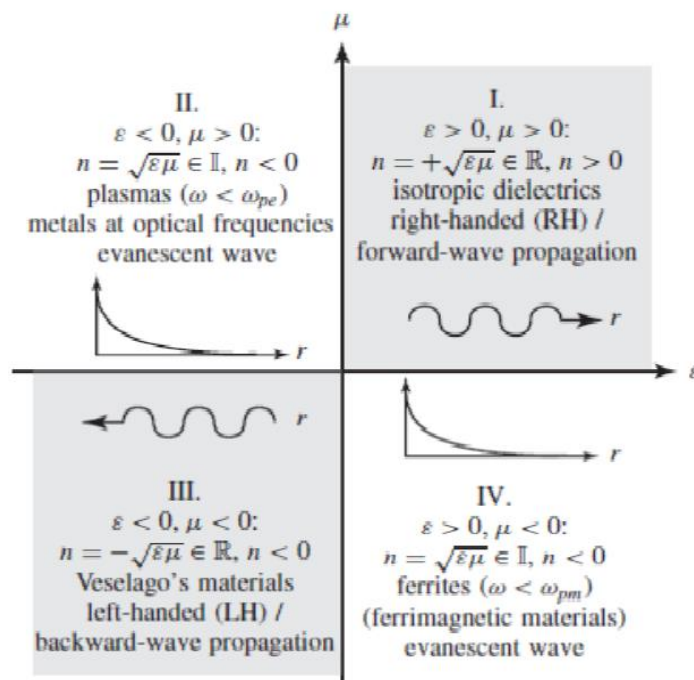 μ
II.
ε < 0, μ > 0:
n = √εμ ∈ 𝕀, n < 0
plasmas (ω < ωpe)
metals at optical frequencies
evanescent wave
r
I.
ε > 0, μ > 0:
n = +√εμ ∈ ℝ, n > 0
isotropic dielectrics
right-handed (RH) /
forward-wave propagation
r
ε
r
III.
ε < 0, μ < 0:
n = −√εμ ∈ ℝ, n < 0
Veselago's materials
left-handed (LH) /
backward-wave propagation
r
IV.
ε > 0, μ < 0:
n = √εμ ∈ 𝕀, n < 0
ferrites (ω < ωpm)
(ferrimagnetic materials)
evanescent wave